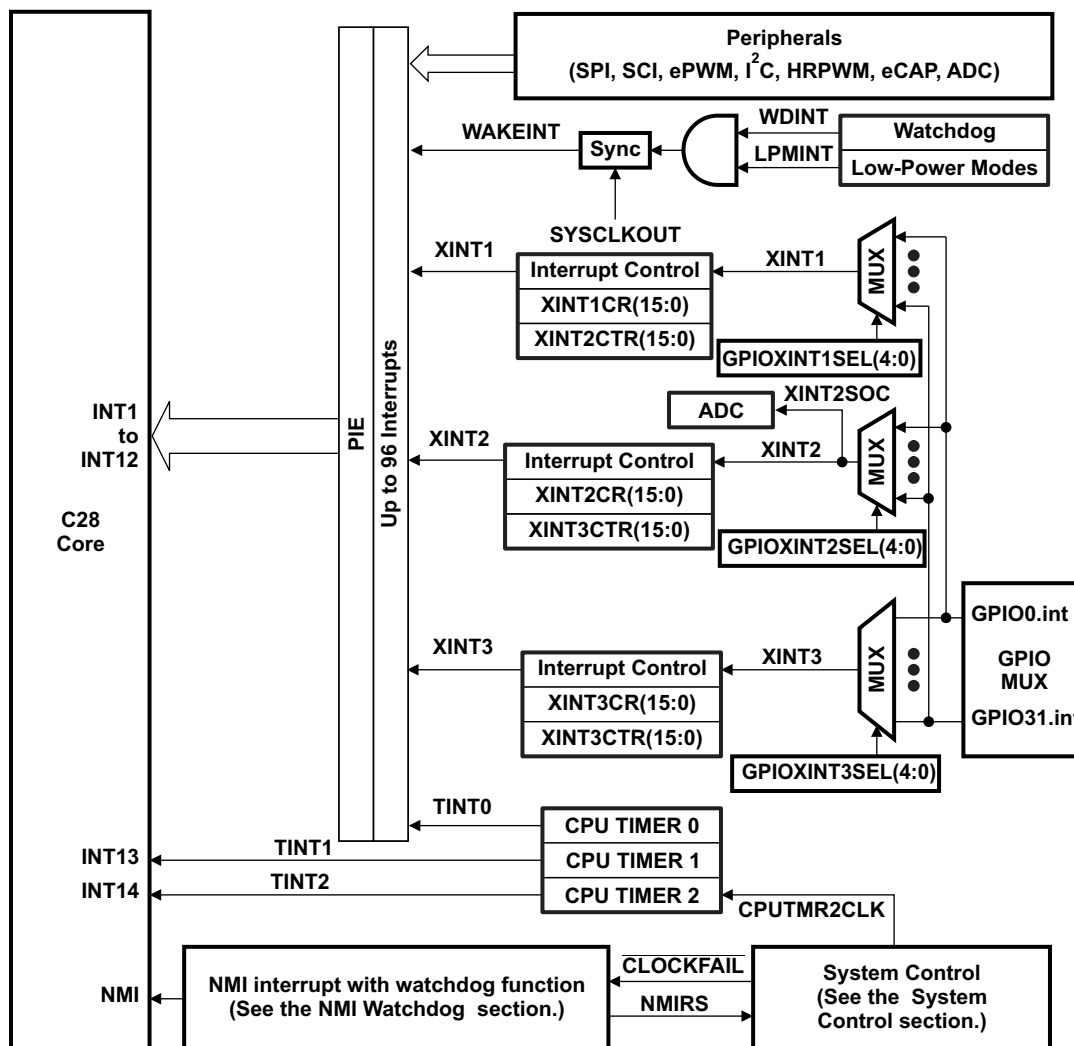 Peripherals
(SPI, SCI, ePWM, I²C, HRPWM, eCAP, ADC)
WDINT
Watchdog
WAKEINT
Sync
LPMINT
Low-Power Modes
SYSCLKOUT
XINT1
Interrupt Control
XINT1
MUX
XINT1CR(15:0)
XINT2CTR(15:0)
GPIOXINT1SEL(4:0)
XINT2SOC
ADC
INT1
to
INT12
PIE
Up to 96 Interrupts
XINT2
Interrupt Control
XINT2
MUX
XINT2CR(15:0)
XINT3CTR(15:0)
GPIOXINT2SEL(4:0)
C28
Core
GPIO0.int
GPIO
MUX
GPIO31.int
XINT3
Interrupt Control
XINT3
MUX
XINT3CR(15:0)
XINT3CTR(15:0)
GPIOXINT3SEL(4:0)
TINT0
CPU TIMER 0
INT13
TINT1
CPU TIMER 1
INT14
TINT2
CPU TIMER 2
CPUTMR2CLK
NMI
NMI interrupt with watchdog function
(See the NMI Watchdog section.)
CLOCKFAIL
NMIRS
System Control
(See the System
Control section.)